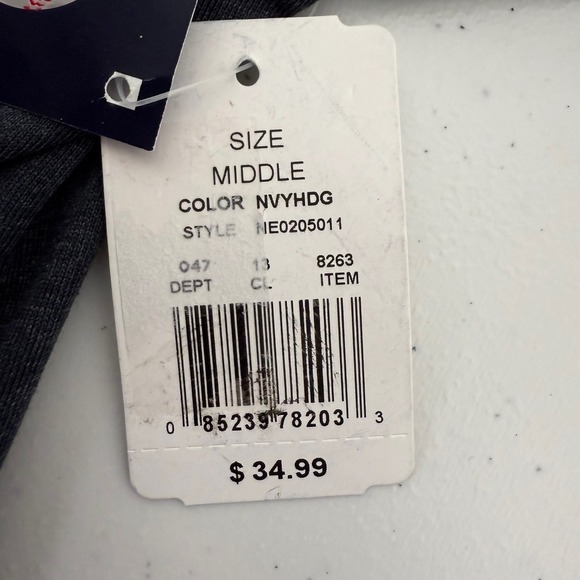 SIZE
MIDDLE
COLOR NVYHDG
STYLE NE0205011
047 13 8263
DEPT CL ITEM
0 85239 78203 3
$ 34.99